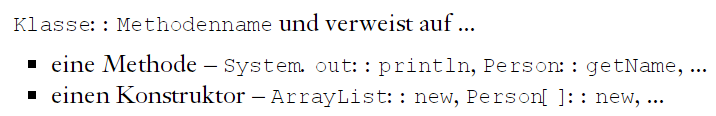 Klasse::Methodenname und verweist auf ...
▪ eine Methode – System.out::println, Person::getName, ...
▪ einen Konstruktor – ArrayList::new, Person[]::new, ...